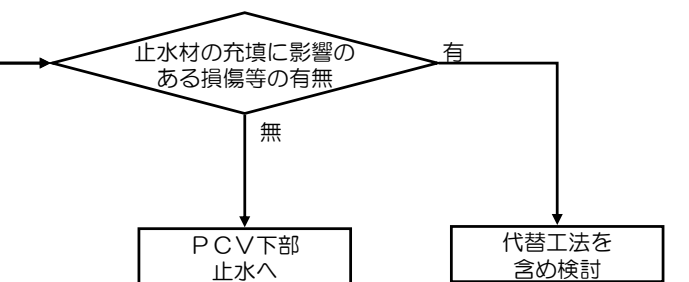 止水材の充填に影響の
ある損傷等の有無
有
無
ＰＣＶ下部
止水へ
代替工法を
含め検討